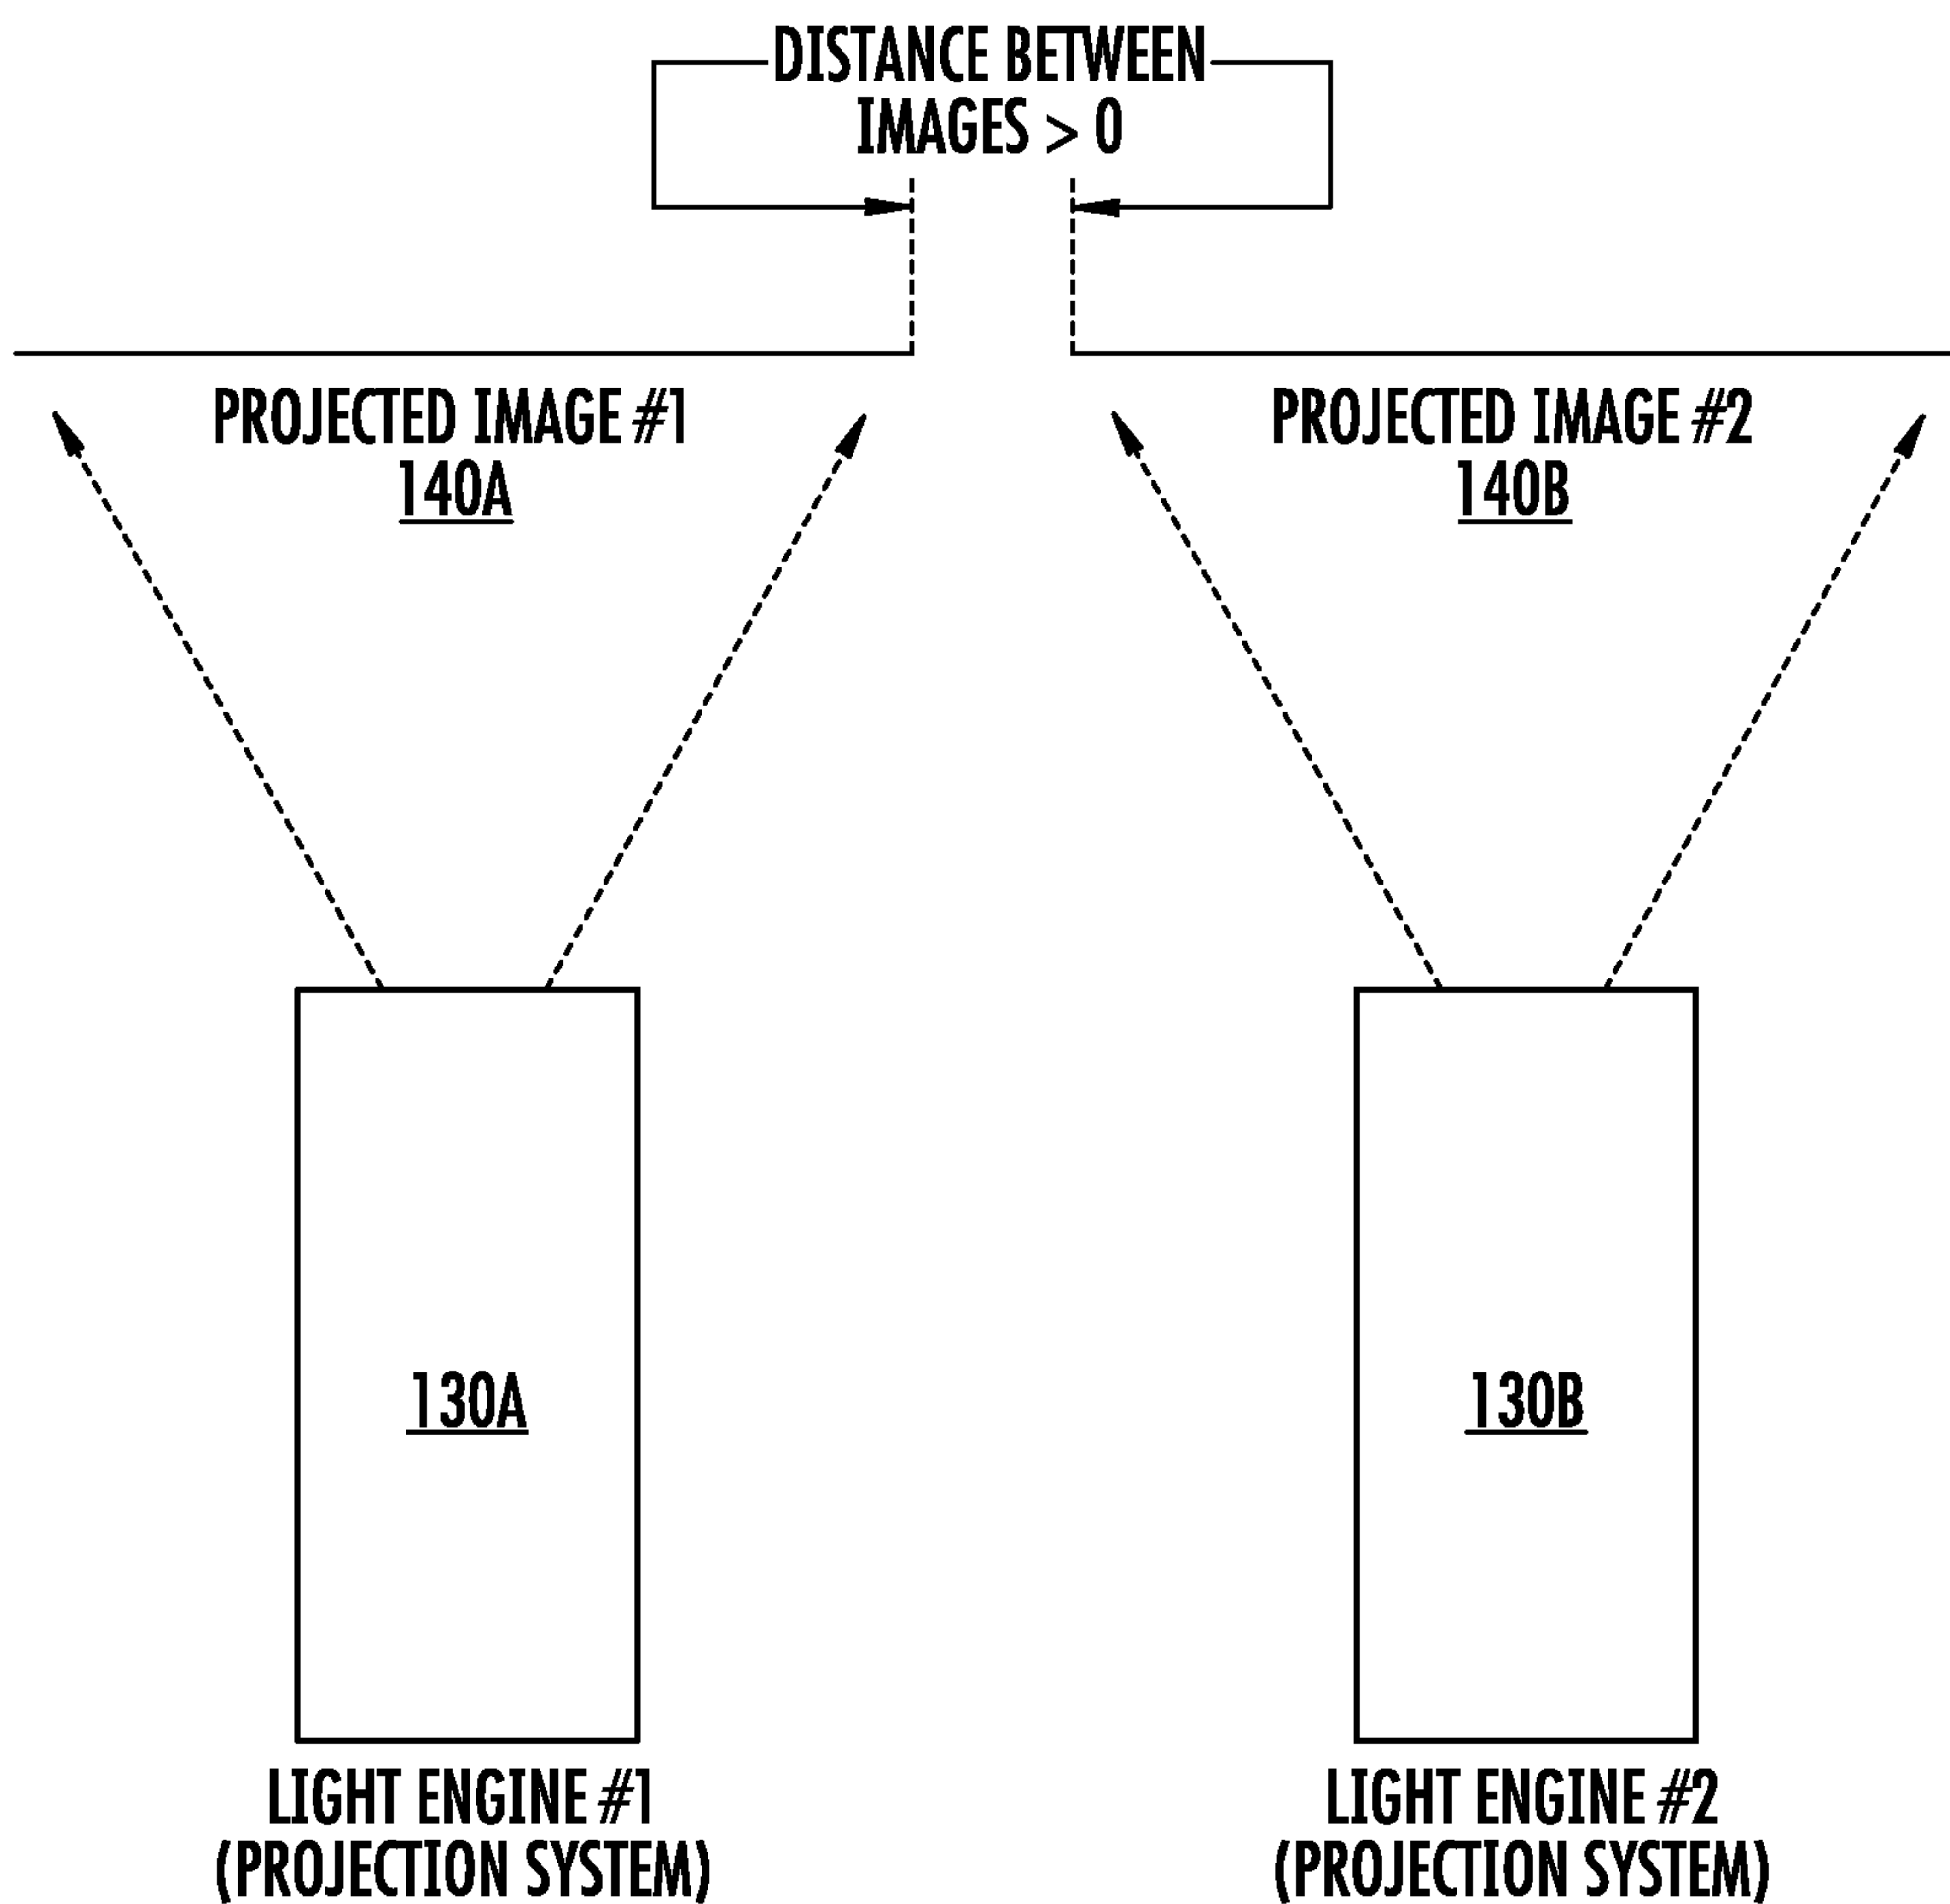 DISTANCE BETWEEN
IMAGES > 0
PROJECTED IMAGE #1
140A
PROJECTED IMAGE #2
140B
130A
130B
LIGHT ENGINE #1
(PROJECTION SYSTEM)
LIGHT ENGINE #2
(PROJECTION SYSTEM)